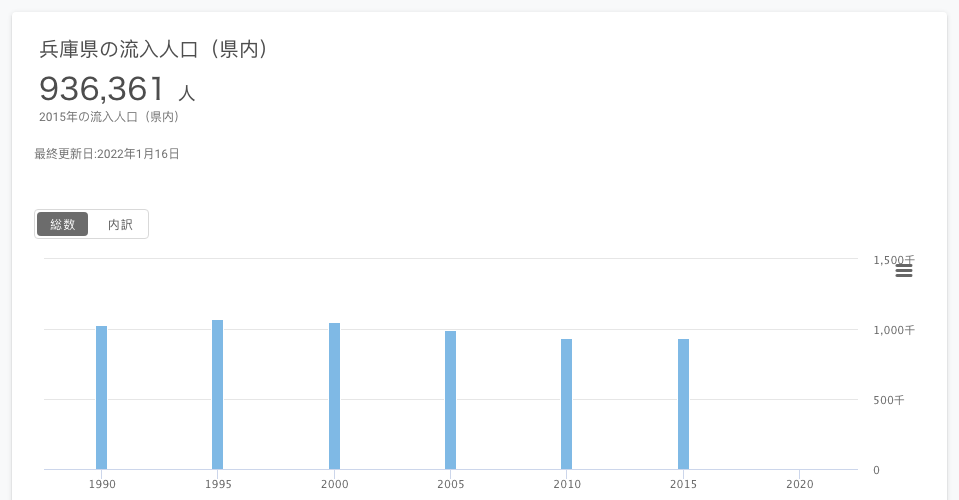 兵庫県の流入人口（県内）
936,361 人
2015年の流入人口（県内）
最終更新日:2022年1月16日
総数 内訳
1,500千
1,000千
500千
0
1990 1995 2000 2005 2010 2015 2020